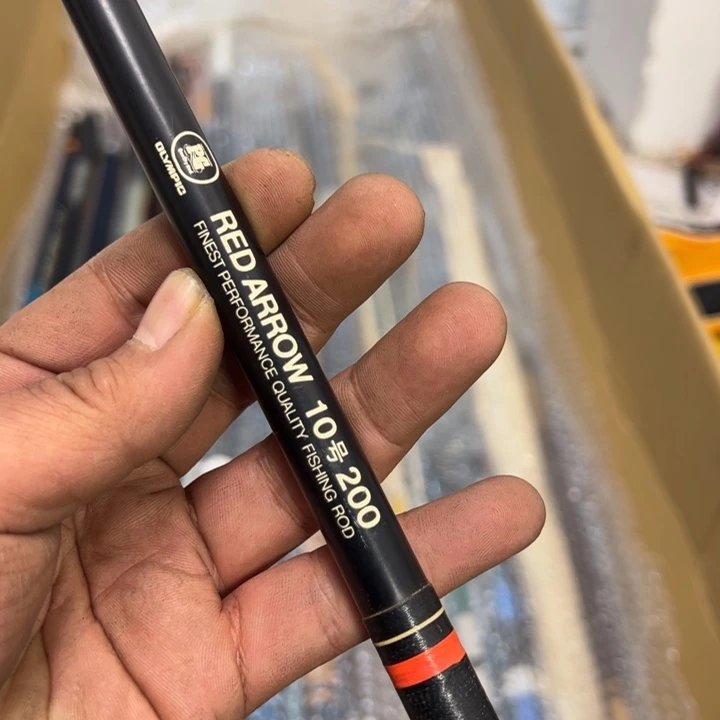 OLYMPIC
RED ARROW 10号 200
FINEST PERFORMANCE QUALITY FISHING ROD